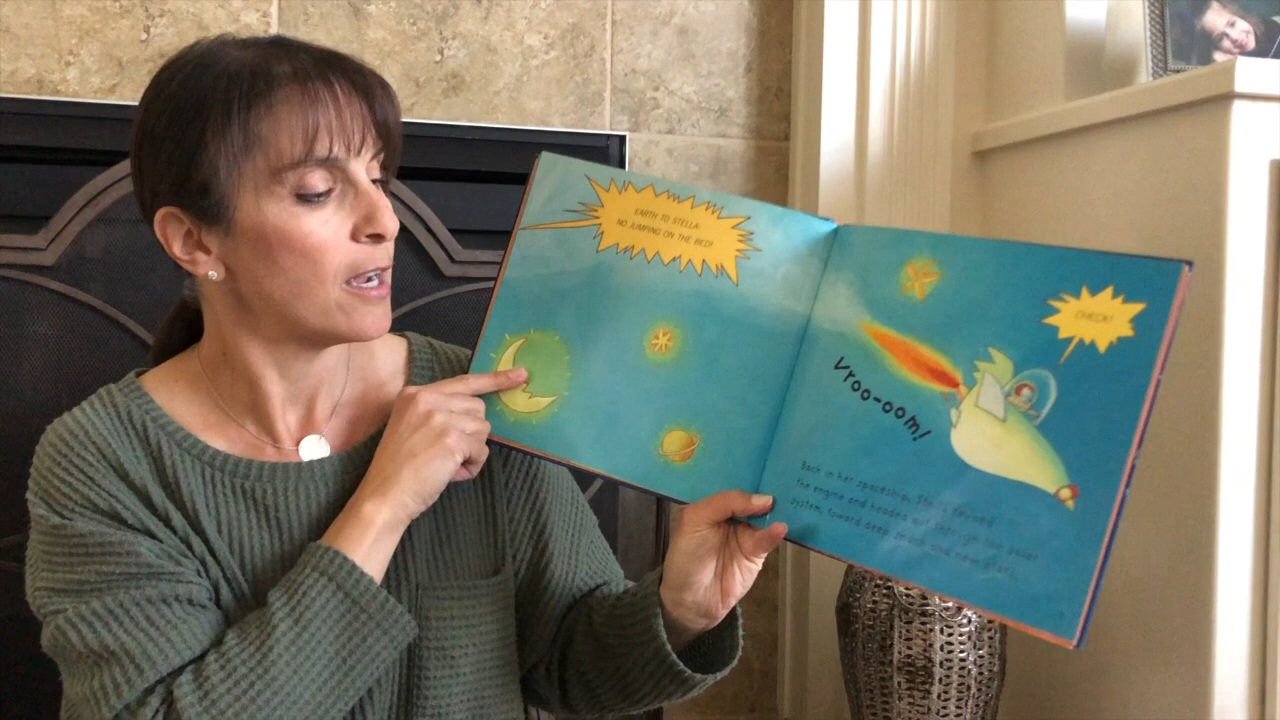 EARTH TO STELLA
NO JUMPING ON THE BED!
CHECK!
Vroo-oom!
Back in her spaceship, Stella revved
the engine and headed out through the solar
system, toward deep space and new